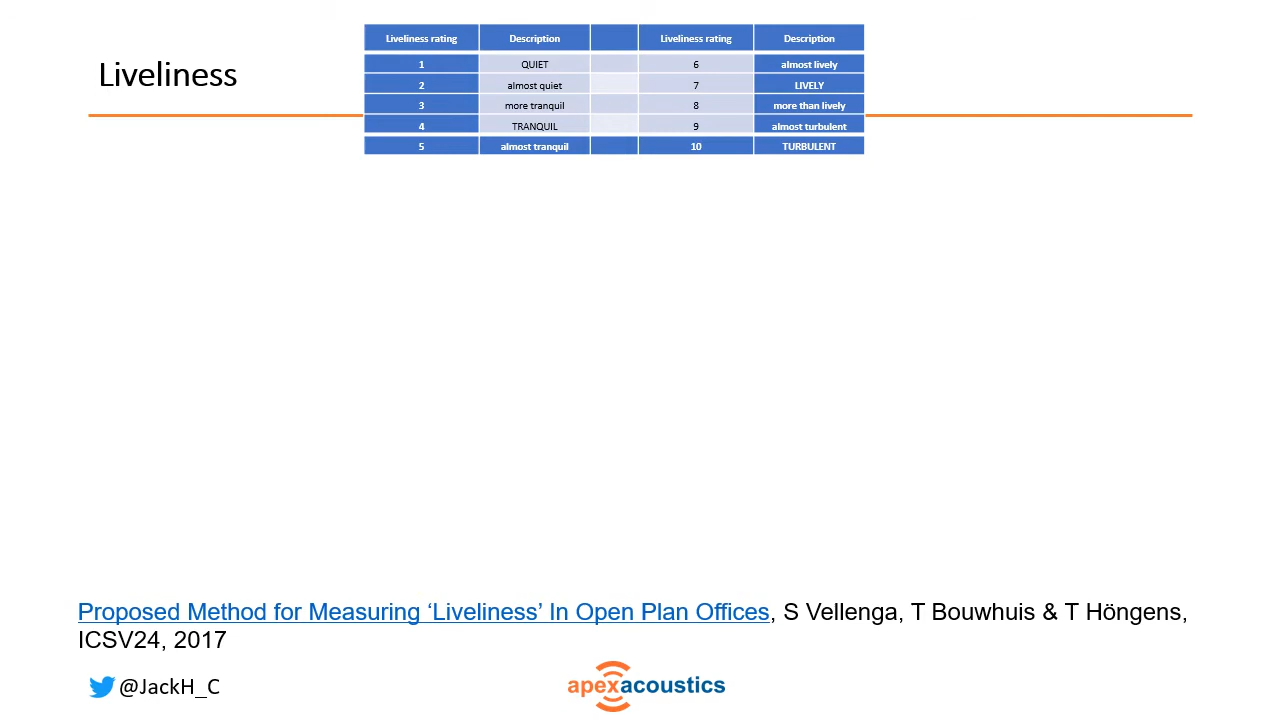 Liveliness
Liveliness rating Description Liveliness rating Description
1 QUIET 6 almost lively
2 almost quiet 7 LIVELY
3 more tranquil 8 more than lively
4 TRANQUIL 9 almost turbulent
5 almost tranquil 10 TURBULENT
Proposed Method for Measuring ‘Liveliness’ In Open Plan Offices, S Vellenga, T Bouwhuis & T Höngens,
ICSV24, 2017
@JackH_C
apexacoustics